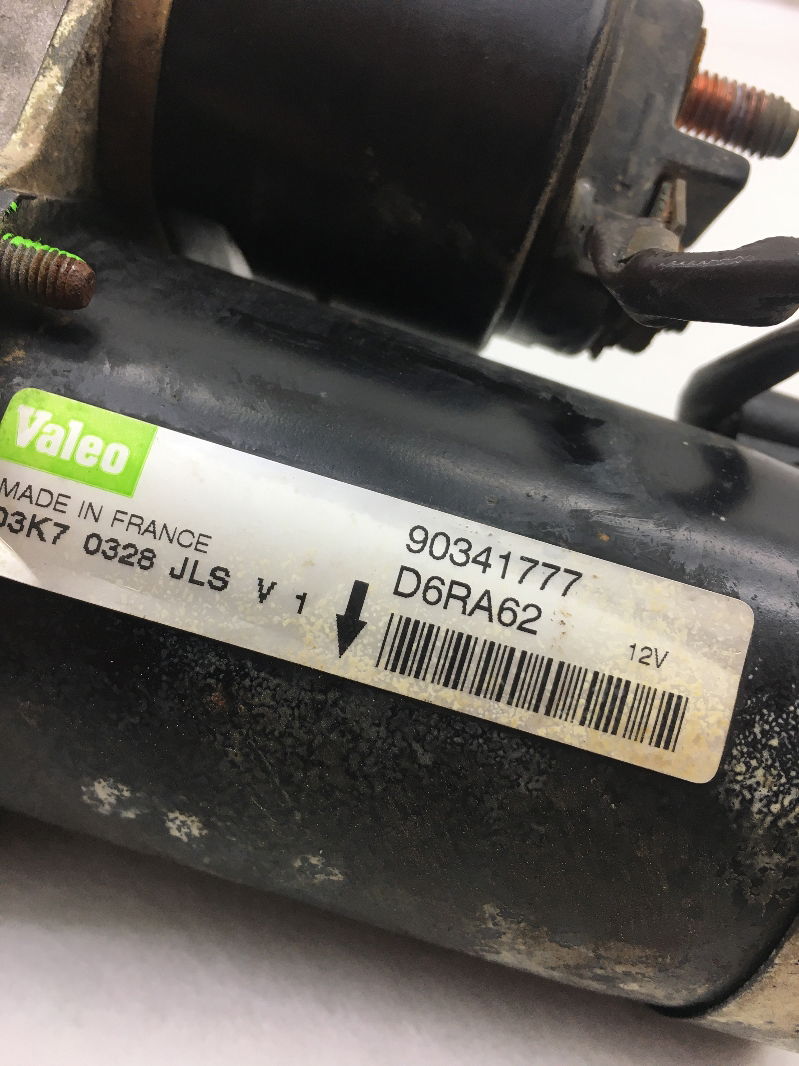 Valeo
MADE IN FRANCE
03K7 0328 JLS V 1
90341777
D6RA62
12V